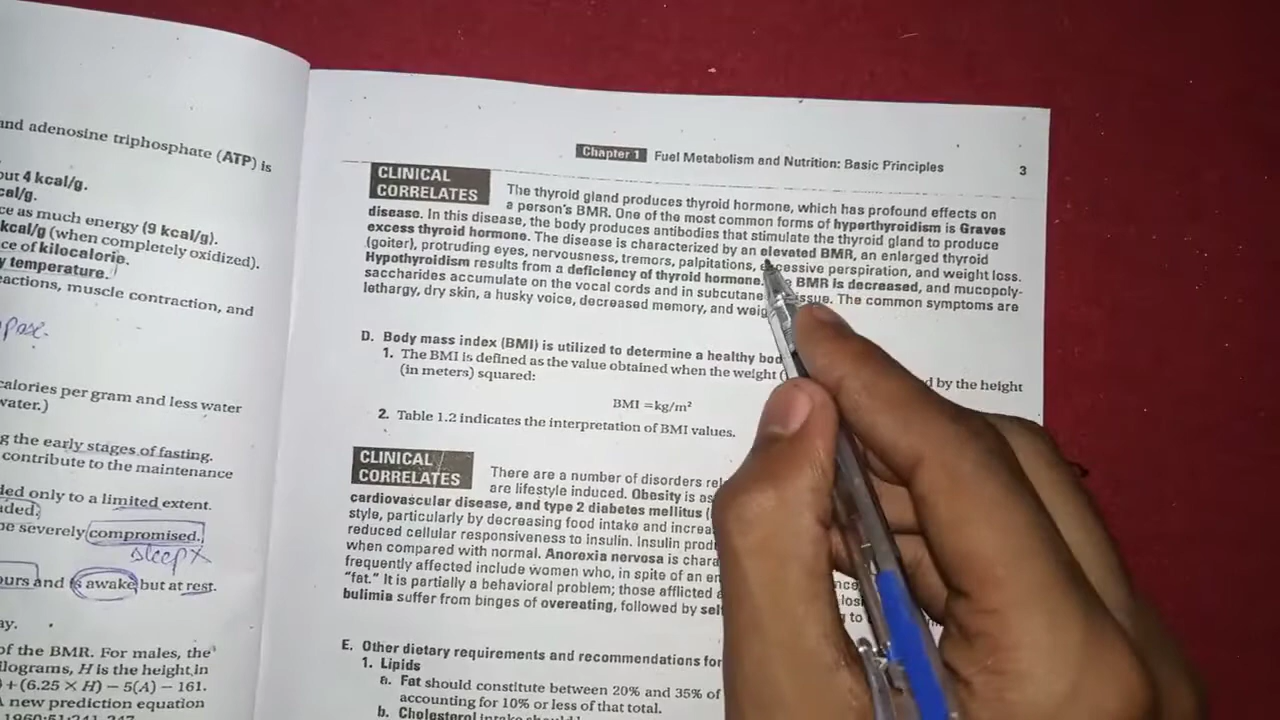 and adenosine triphosphate (ATP) is
out 4 kcal/g.
cal/g.
ce as much energy (9 kcal/g).
kcal/g (when completely oxidized).
ce of kilocalorie.
y temperature.
eactions, muscle contraction, and
calories per gram and less water
water.)
g the early stages of fasting.
contribute to the maintenance
ded only to a limited extent.
uded.
be severely compromised.
sleep x
ours and is awake but at rest.
ay.
of the BMR. For males, the
lograms, H is the height in
) + (6.25 × H) − 5(A) − 161.
A new prediction equation
1960;51:241–247.
Chapter 1 Fuel Metabolism and Nutrition: Basic Principles 3
CLINICAL
CORRELATES
The thyroid gland produces thyroid hormone, which has profound effects on
a person's BMR. One of the most common forms of hyperthyroidism is Graves
disease. In this disease, the body produces antibodies that stimulate the thyroid gland to produce
excess thyroid hormone. The disease is characterized by an elevated BMR, an enlarged thyroid
(goiter), protruding eyes, nervousness, tremors, palpitations, excessive perspiration, and weight loss.
Hypothyroidism results from a deficiency of thyroid hormone. BMR is decreased, and mucopoly-
saccharides accumulate on the vocal cords and in subcutane issue. The common symptoms are
lethargy, dry skin, a husky voice, decreased memory, and weig
D. Body mass index (BMI) is utilized to determine a healthy bod
1. The BMI is defined as the value obtained when the weight ( d by the height
(in meters) squared:
BMI = kg/m²
2. Table 1.2 indicates the interpretation of BMI values.
CLINICAL
CORRELATES
There are a number of disorders rel
are lifestyle induced. Obesity is as
cardiovascular disease, and type 2 diabetes mellitus (
style, particularly by decreasing food intake and increa
reduced cellular responsiveness to insulin. Insulin prod
when compared with normal. Anorexia nervosa is chara
frequently affected include women who, in spite of an em
"fat." It is partially a behavioral problem; those afflicted a
bulimia suffer from binges of overeating, followed by self
E. Other dietary requirements and recommendations for
1. Lipids
a. Fat should constitute between 20% and 35% of
accounting for 10% or less of that total.
b. Cholesterol intake should